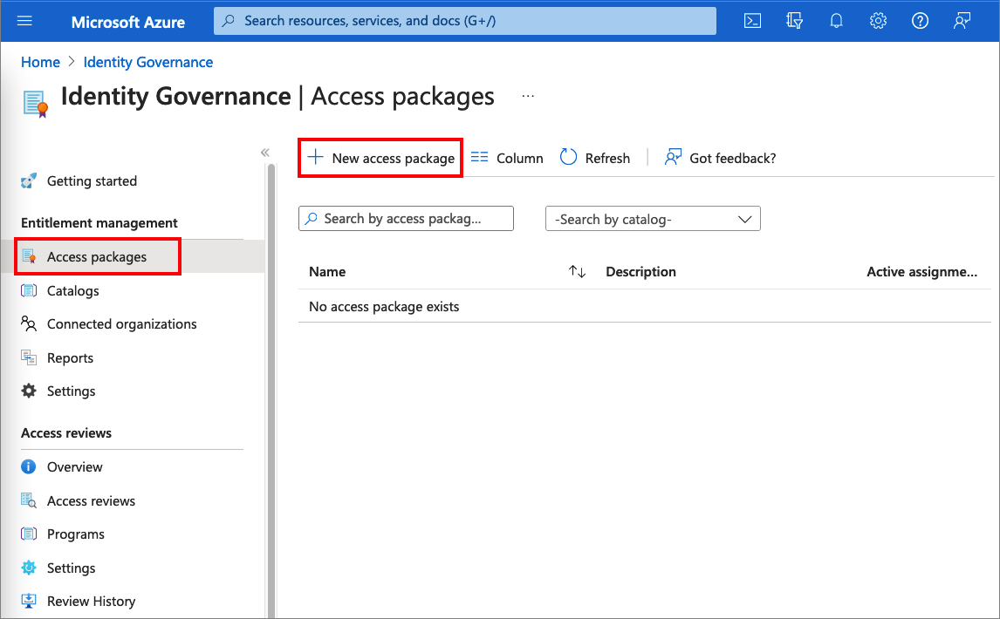 Microsoft Azure
Search resources, services, and docs (G+/)
Home > Identity Governance
Identity Governance | Access packages ...
«
Getting started
Entitlement management
Access packages
Catalogs
Connected organizations
Reports
Settings
Access reviews
Overview
Access reviews
Programs
Settings
Review History
New access package Column Refresh Got feedback?
Search by access packag... -Search by catalog-
Name Description Active assignme...
No access package exists